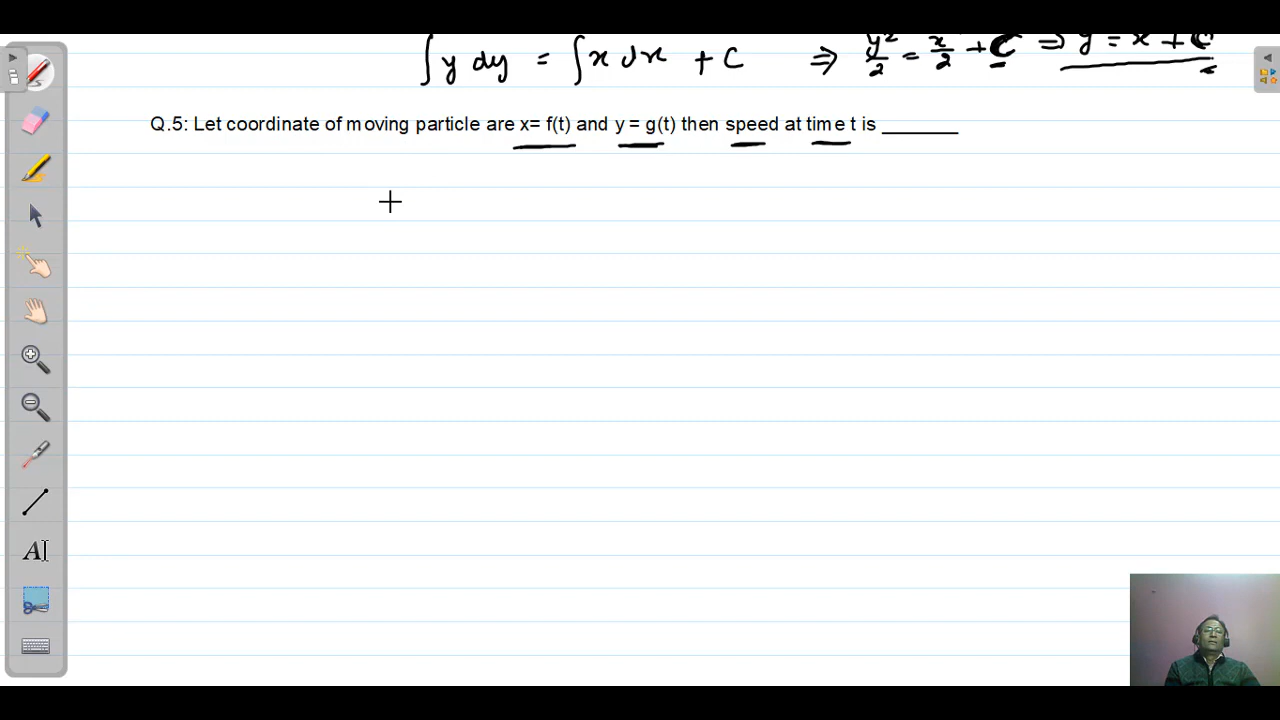 ∫ y dy = ∫ x dx + C ⇒ y²/2 = x/2 + C ⇒ y = x + C
Q.5: Let coordinate of moving particle are x= f(t) and y = g(t) then speed at time t is _______
A